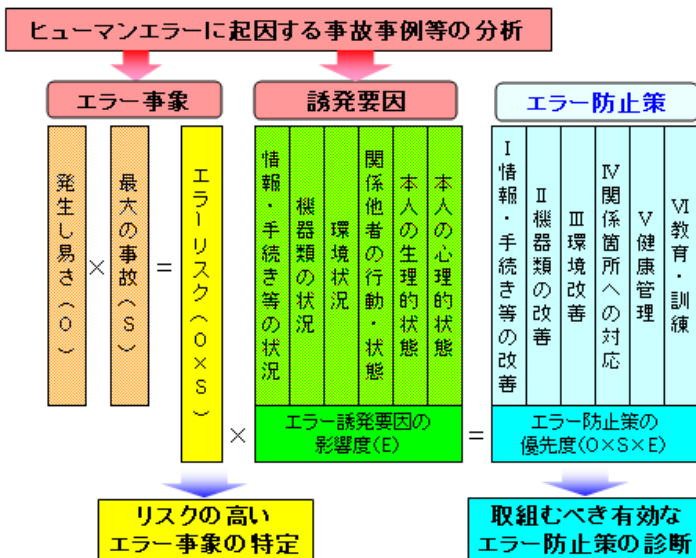 ヒューマンエラーに起因する事故事例等の分析
エラー事象
誘発要因
エラー防止策
発生し易さ(O)
×
最大の事故(S)
=
エラーリスク(O×S)
×
情報・手続き等の状況
機器類の状況
環境状況
関係他者の行動・状態
本人の生理的状態
本人の心理的状態
エラー誘発要因の
影響度(E)
=
Ⅰ情報・手続き等の改善
Ⅱ機器類の改善
Ⅲ環境改善
Ⅳ関係箇所への対応
Ⅴ健康管理
Ⅵ教育・訓練
エラー防止策の
優先度(O×S×E)
リスクの高い
エラー事象の特定
取組むべき有効な
エラー防止策の診断